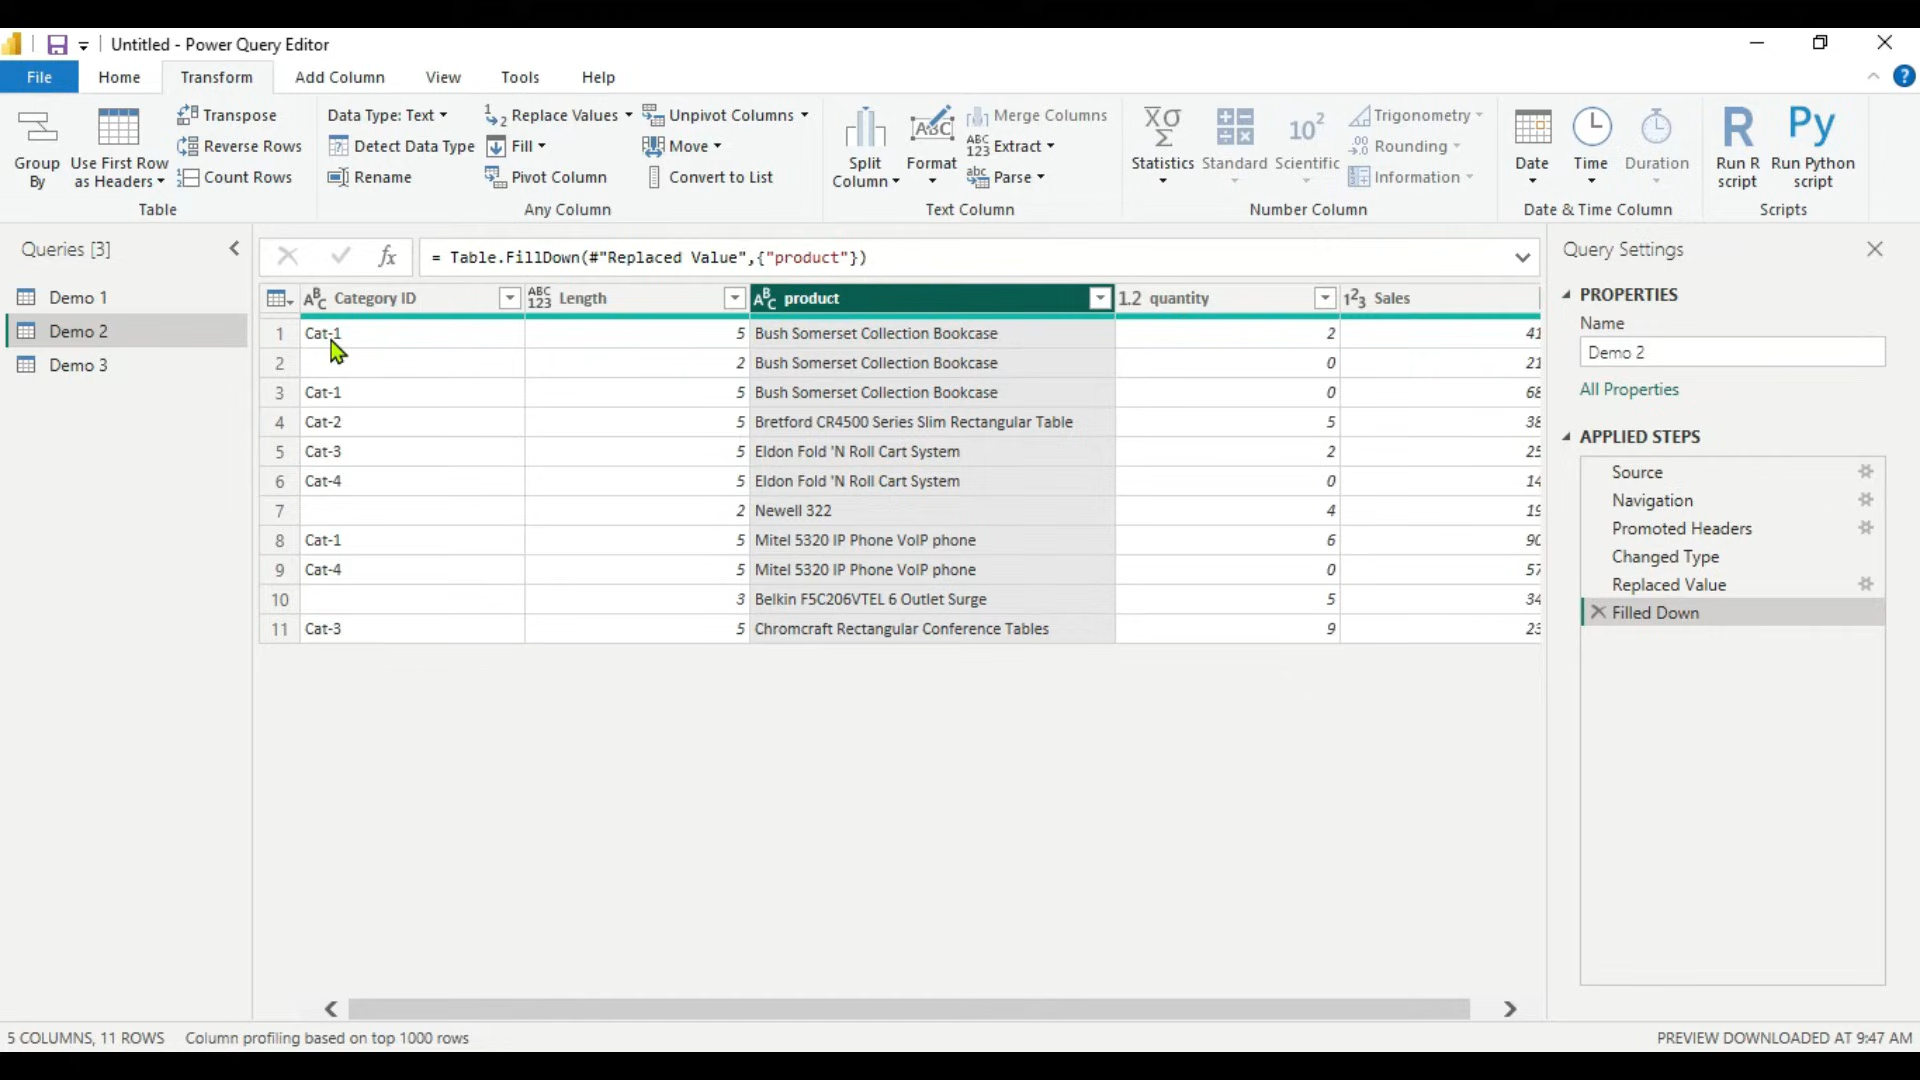 Untitled - Power Query Editor
File Home Transform Add Column View Tools Help
Group By
Use First Row as Headers
Transpose
Reverse Rows
Count Rows
Table
Data Type: Text
Detect Data Type
Rename
Replace Values
Fill
Pivot Column
Unpivot Columns
Move
Convert to List
Any Column
Split Column
Format
Merge Columns
Extract
Parse
Text Column
Statistics
Standard
Scientific
Trigonometry
Rounding
Information
Number Column
Date
Time
Duration
Date & Time Column
Run R script
Run Python script
Scripts
Queries [3]
Demo 1
Demo 2
Demo 3
= Table.FillDown(#"Replaced Value",{"product"})
Category ID Length product quantity Sales
1 Cat-1 5 Bush Somerset Collection Bookcase 2 41
2 2 Bush Somerset Collection Bookcase 0 21
3 Cat-1 5 Bush Somerset Collection Bookcase 0 68
4 Cat-2 5 Bretford CR4500 Series Slim Rectangular Table 5 38
5 Cat-3 5 Eldon Fold 'N Roll Cart System 2 25
6 Cat-4 5 Eldon Fold 'N Roll Cart System 0 14
7 2 Newell 322 4 19
8 Cat-1 5 Mitel 5320 IP Phone VoIP phone 6 90
9 Cat-4 5 Mitel 5320 IP Phone VoIP phone 0 57
10 3 Belkin F5C206VTEL 6 Outlet Surge 5 34
11 Cat-3 5 Chromcraft Rectangular Conference Tables 9 23
Query Settings
PROPERTIES
Name
Demo 2
All Properties
APPLIED STEPS
Source
Navigation
Promoted Headers
Changed Type
Replaced Value
Filled Down
5 COLUMNS, 11 ROWS Column profiling based on top 1000 rows
PREVIEW DOWNLOADED AT 9:47 AM